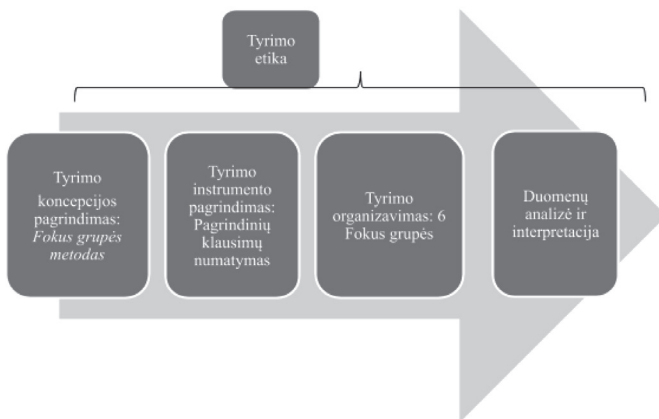 Tyrimo
etika
Tyrimo
koncepcijos
pagrindimas:
Fokus grupės
metodas
Tyrimo
instrumento
pagrindimas:
Pagrindinių
klausimų
numatymas
Tyrimo
organizavimas: 6
Fokus grupės
Duomenų
analizė ir
interpretacija